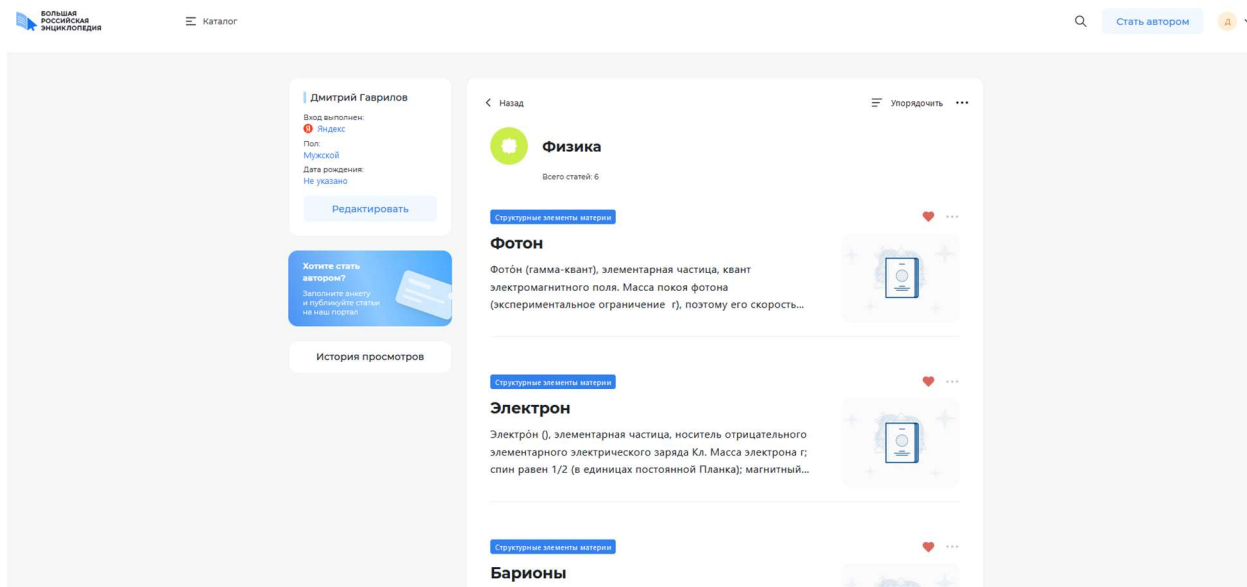 БОЛЬШАЯ
РОССИЙСКАЯ
ЭНЦИКЛОПЕДИЯ
Каталог
Стать автором
Д
Дмитрий Гаврилов
Вход выполнен:
Я Яндекс
Пол:
Мужской
Дата рождения:
Не указано
Редактировать
Хотите стать
автором?
Заполните анкету
и публикуйте статьи
на наш портал
История просмотров
Назад
Упорядочить
Физика
Всего статей: 6
Структурные элементы материи
Фотон
Фото́н (гамма-квант), элементарная частица, квант
электромагнитного поля. Масса покоя фотона
(экспериментальное ограничение г), поэтому его скорость...
Структурные элементы материи
Электрон
Электро́н (), элементарная частица, носитель отрицательного
элементарного электрического заряда Кл. Масса электрона г;
спин равен 1/2 (в единицах постоянной Планка); магнитный...
Структурные элементы материи
Барионы